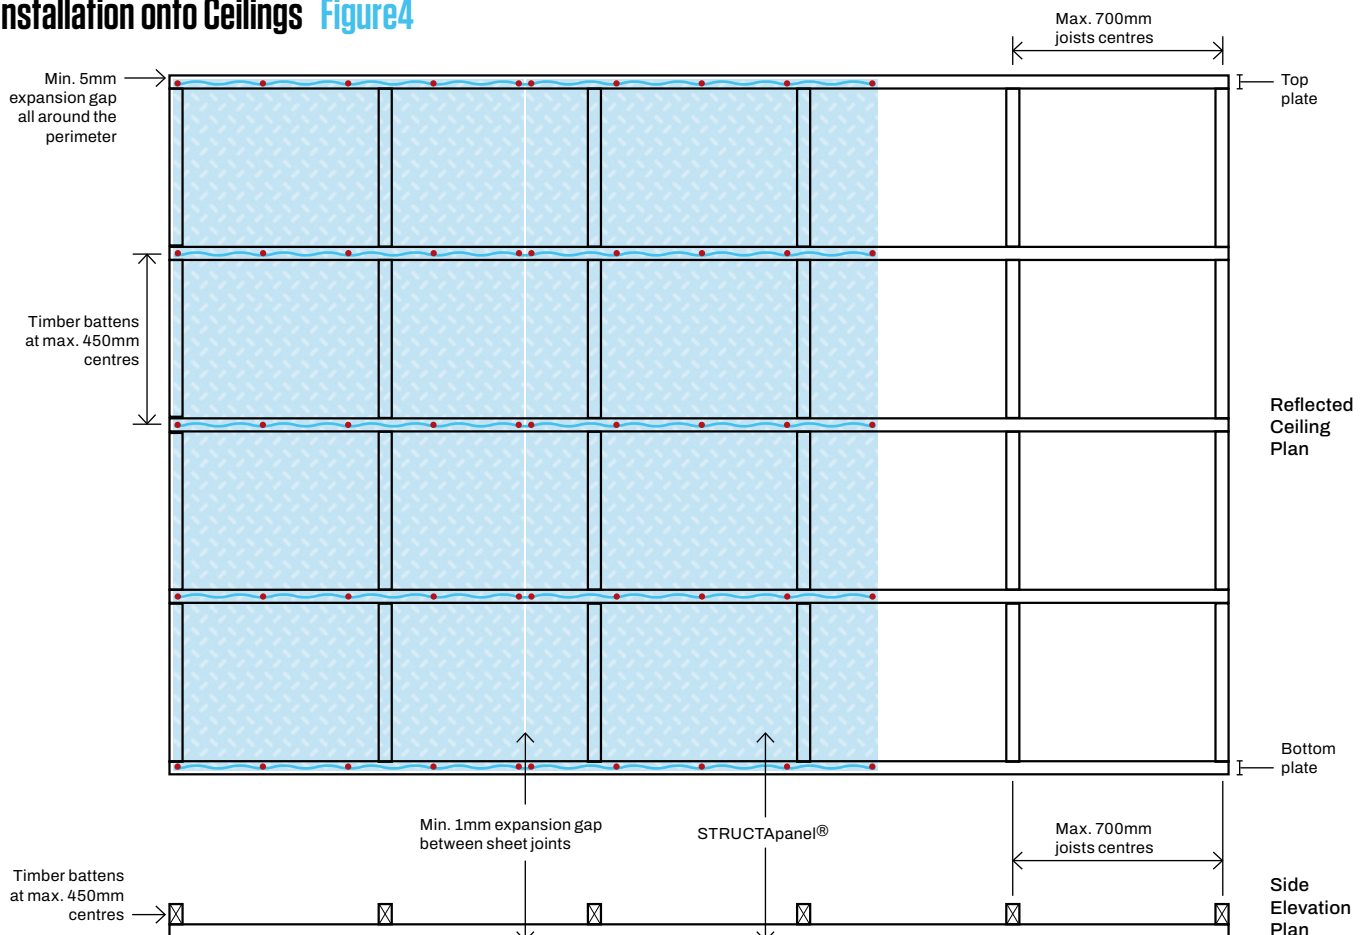 nstallation onto Ceilings Figure4
Max. 700mm
joists centres
Min. 5mm
expansion gap
all around the
perimeter
Top
plate
Timber battens
at max. 450mm
centres
Reflected
Ceiling
Plan
Bottom
plate
Min. 1mm expansion gap
between sheet joints
STRUCTApanel®
Max. 700mm
joists centres
Timber battens
at max. 450mm
centres
Side
Elevation
Plan